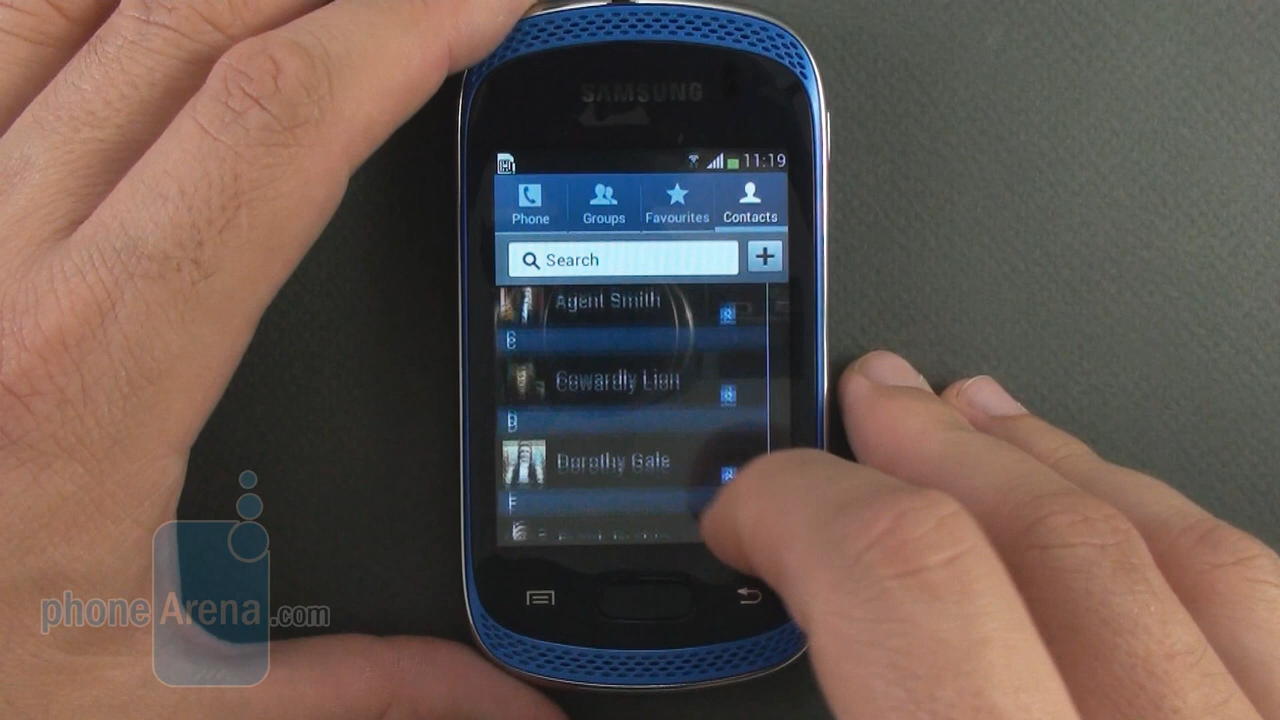 SAMSUNG
11:19
Phone Groups Favourites Contacts
Search
Agent Smith
Cowardly Lion
D
Dorothy Gale
F
phoneArena.com